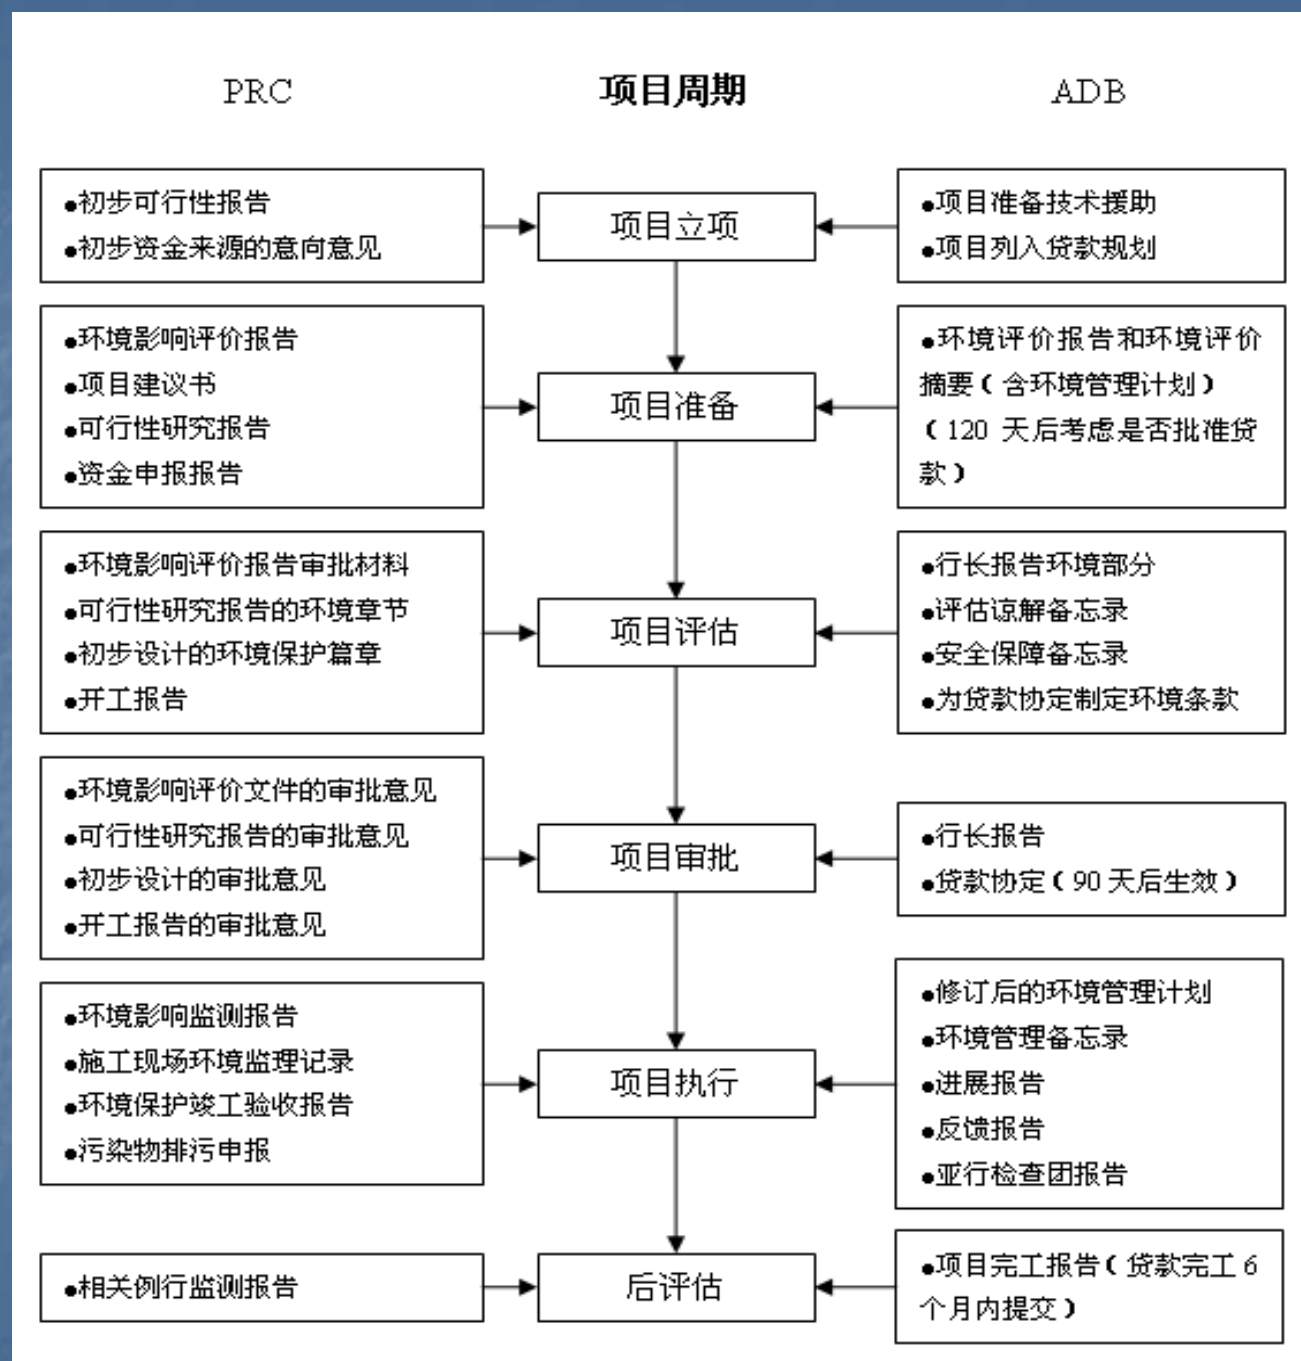 PRC 项目周期 ADB
●初步可行性报告
●初步资金来源的意向意见
项目立项
●项目准备技术援助
●项目列入贷款规划
●环境影响评价报告
●项目建议书
●可行性研究报告
●资金申报报告
项目准备
●环境评价报告和环境评价
摘要(含环境管理计划)
(120 天后考虑是否批准贷
款)
●环境影响评价报告审批材料
●可行性研究报告的环境章节
●初步设计的环境保护篇章
●开工报告
项目评估
●行长报告环境部分
●评估谅解备忘录
●安全保障备忘录
●为贷款协定制定环境条款
●环境影响评价文件的审批意见
●可行性研究报告的审批意见
●初步设计的审批意见
●开工报告的审批意见
项目审批
●行长报告
●贷款协定(90天后生效)
●环境影响监测报告
●施工现场环境监理记录
●环境保护竣工验收报告
●污染物排污申报
项目执行
●修订后的环境管理计划
●环境管理备忘录
●进展报告
●反馈报告
●亚行检查团报告
●相关例行监测报告
后评估
●项目完工报告(贷款完工6
个月内提交)